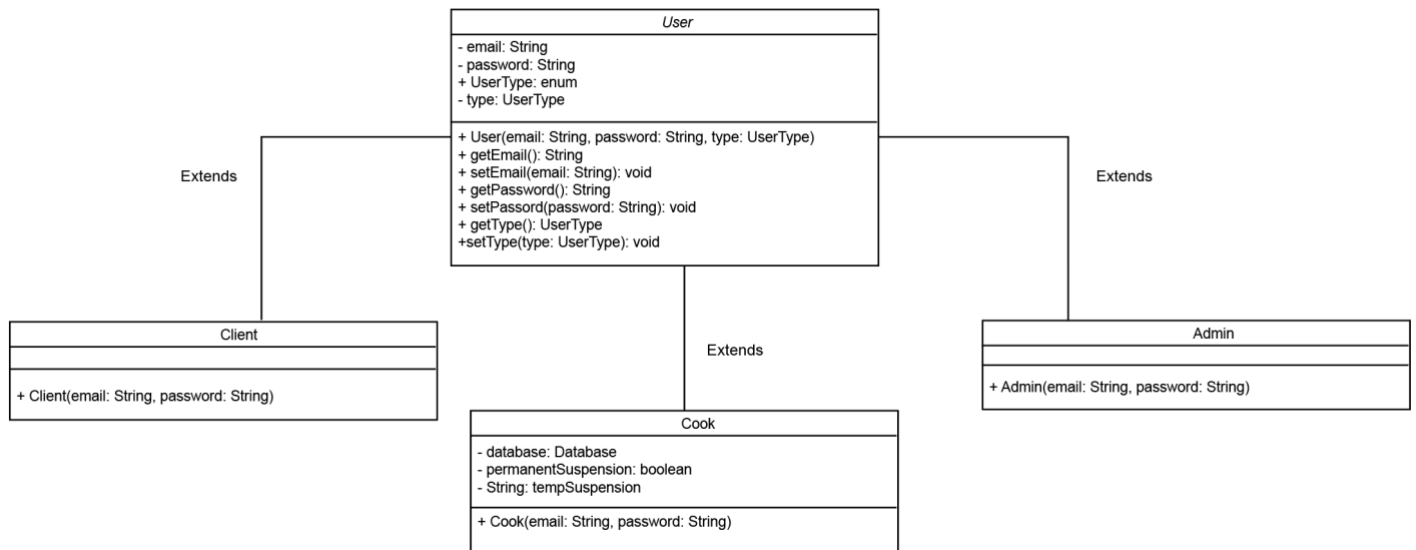 User
- email: String
- password: String
+ UserType: enum
- type: UserType
+ User(email: String, password: String, type: UserType)
+ getEmail(): String
+ setEmail(email: String): void
+ getPassword(): String
+ setPassord(password: String): void
+ getType(): UserType
+setType(type: UserType): void
Extends
Extends
Extends
Client
+ Client(email: String, password: String)
Cook
- database: Database
- permanentSuspension: boolean
- String: tempSuspension
+ Cook(email: String, password: String)
Admin
+ Admin(email: String, password: String)